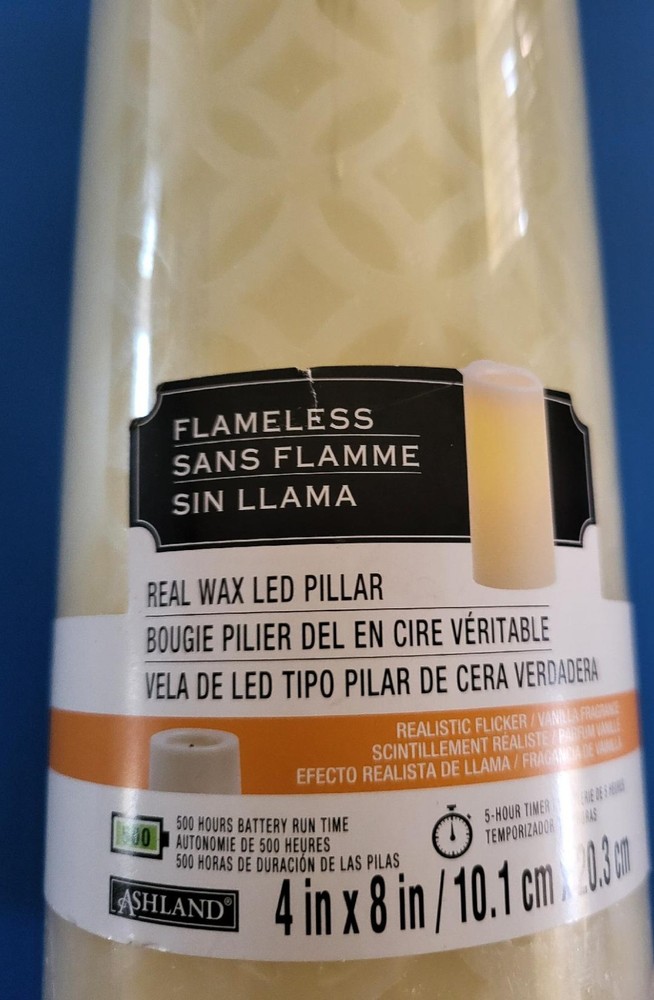 FLAMELESS
SANS FLAMME
SIN LLAMA
REAL WAX LED PILLAR
BOUGIE PILIER DEL EN CIRE VÉRITABLE
VELA DE LED TIPO PILAR DE CERA VERDADERA
REALISTIC FLICKER / VANILLA FRAGRANCE
SCINTILLEMENT RÉALISTE / PARFUM VANILLE
EFECTO REALISTA DE LLAMA / FRAGANCIA DE VAINILLA
500
500 HOURS BATTERY RUN TIME
AUTONOMIE DE 500 HEURES
500 HORAS DE DURACIÓN DE LAS PILAS
5-HOUR TIMER
TEMPORIZADOR
ASHLAND®
4 in x 8 in / 10.1 cm x 20.3 cm